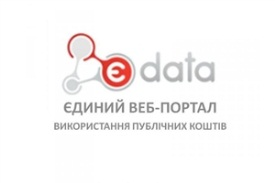 є data
ЄДИНИЙ ВЕБ-ПОРТАЛ
ВИКОРИСТАННЯ ПУБЛІЧНИХ КОШТІВ